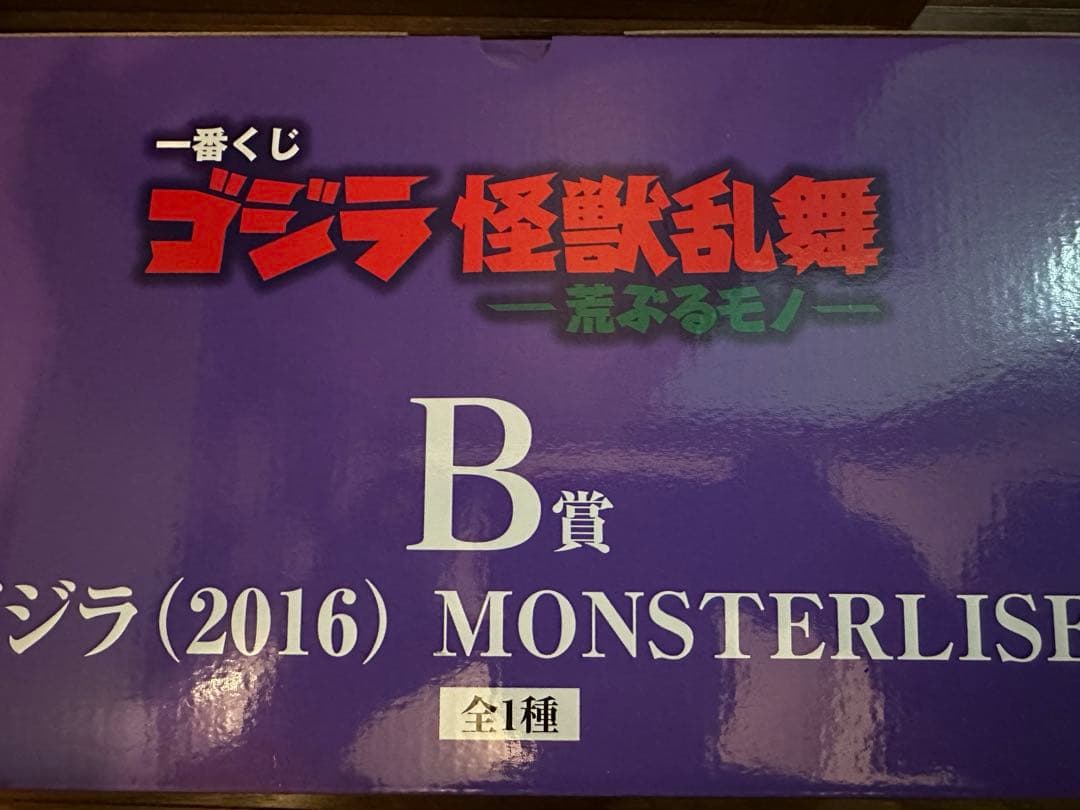 一番くじ
ゴジラ 怪獣乱舞
―荒ぶるモノ―
B賞
ゴジラ(2016) MONSTERLISE
全1種